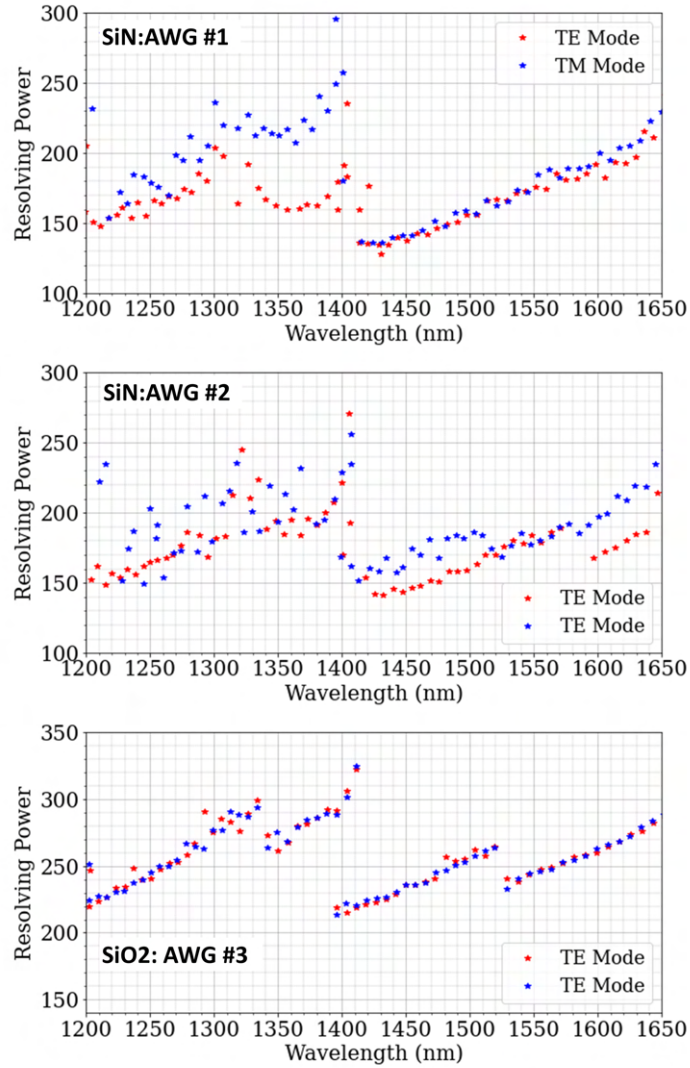 300
SiN:AWG #1
TE Mode
TM Mode
250
200
150
100
Resolving Power
1200 1250 1300 1350 1400 1450 1500 1550 1600 1650
Wavelength (nm)
300
SiN:AWG #2
250
200
150
TE Mode
TE Mode
100
Resolving Power
1200 1250 1300 1350 1400 1450 1500 1550 1600 1650
Wavelength (nm)
350
300
250
200
SiO2: AWG #3
TE Mode
TE Mode
150
Resolving Power
1200 1250 1300 1350 1400 1450 1500 1550 1600 1650
Wavelength (nm)